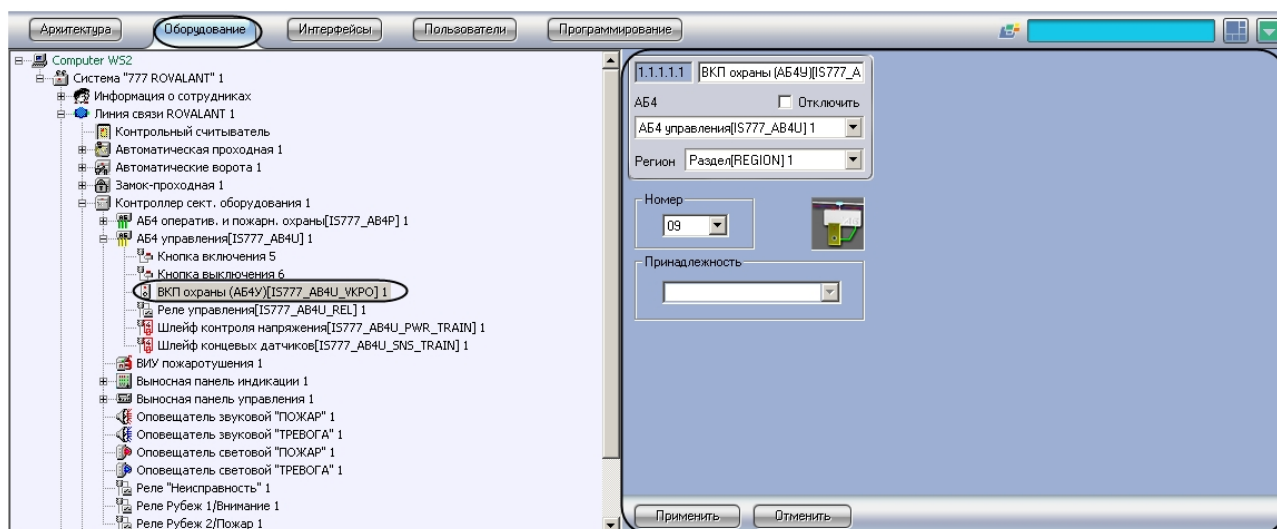 Архитектура Оборудование Интерфейсы Пользователи Программирование
Computer WS2
Система "777 ROVALANT" 1
Информация о сотрудниках
Линия связи ROVALANT 1
Контрольный считыватель
Автоматическая проходная 1
Автоматические ворота 1
Замок-проходная 1
Контроллер сект. оборудования 1
АБ4 оператив. и пожарн. охраны[IS777_AB4P] 1
АБ4 управления[IS777_AB4U] 1
Кнопка включения 5
Кнопка выключения 6
ВКП охраны (АБ4У)[IS777_AB4U_VKPO] 1
Реле управления[IS777_AB4U_REL] 1
Шлейф контроля напряжения[IS777_AB4U_PWR_TRAIN] 1
Шлейф концевых датчиков[IS777_AB4U_SNS_TRAIN] 1
ВИУ пожаротушения 1
Выносная панель индикации 1
Выносная панель управления 1
Оповещатель звуковой "ПОЖАР" 1
Оповещатель звуковой "ТРЕВОГА" 1
Оповещатель световой "ПОЖАР" 1
Оповещатель световой "ТРЕВОГА" 1
Реле "Неисправность" 1
Реле Рубеж 1/Внимание 1
Реле Рубеж 2/Пожар 1
1.1.1.1.1 ВКП охраны (АБ4У)[IS777_A
АБ4 Отключить
АБ4 управления[IS777_AB4U] 1
Регион Раздел[REGION] 1
Номер
09
Принадлежность
Применить Отменить